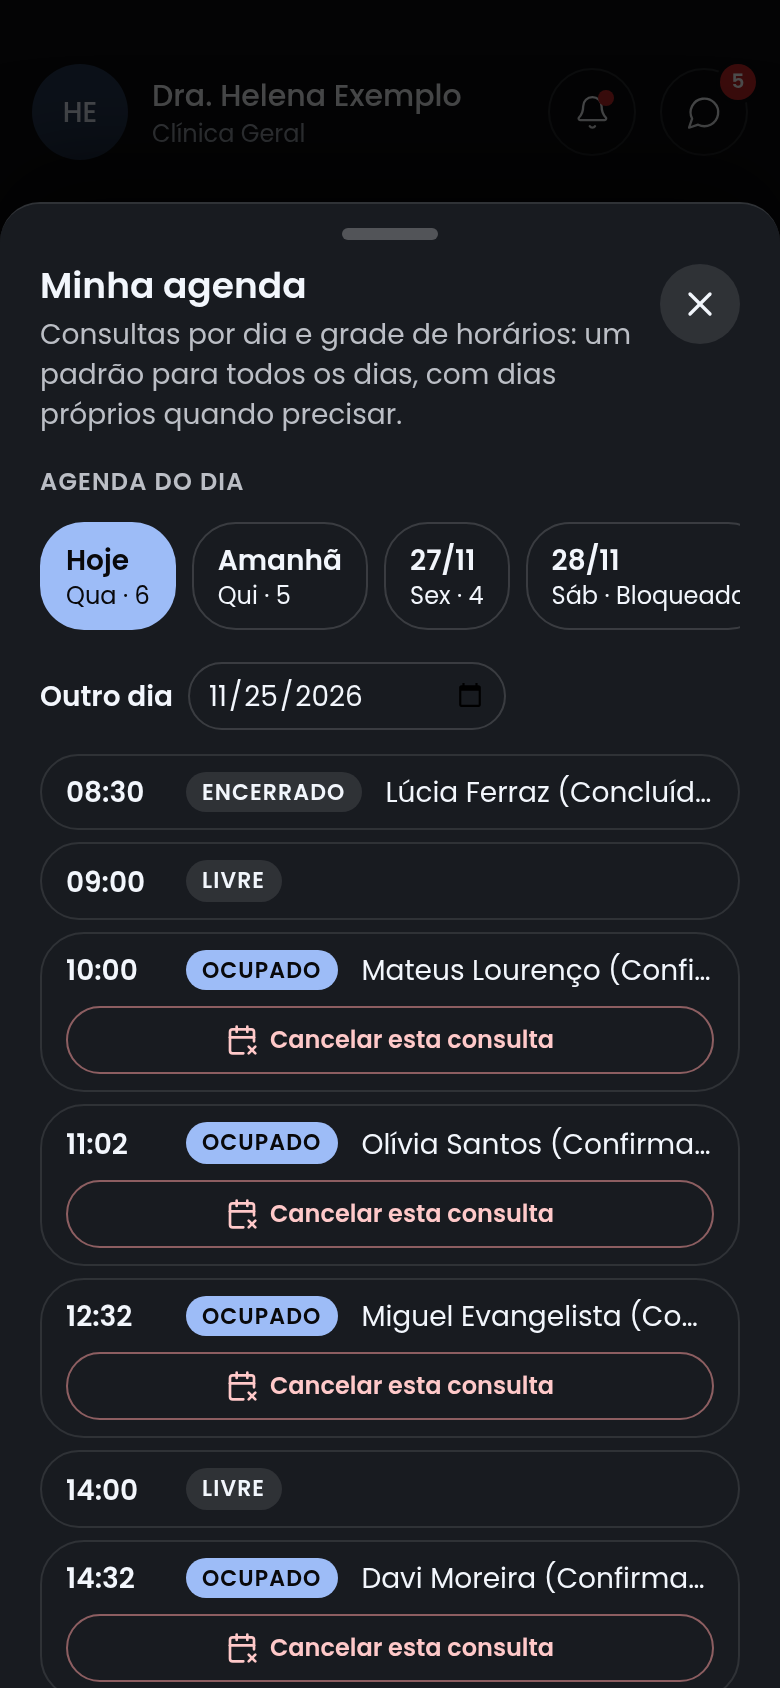 HE
Dra. Helena Exemplo
Clínica Geral
5
Minha agenda
Consultas por dia e grade de horários: um
padrão para todos os dias, com dias
próprios quando precisar.
AGENDA DO DIA
Hoje
Qua · 6
Amanhã
Qui · 5
27/11
Sex · 4
28/11
Sáb · Bloqueado
Outro dia 11/25/2026
08:30 ENCERRADO Lúcia Ferraz (Concluíd...
09:00 LIVRE
10:00 OCUPADO Mateus Lourenço (Confi...
Cancelar esta consulta
11:02 OCUPADO Olívia Santos (Confirma...
Cancelar esta consulta
12:32 OCUPADO Miguel Evangelista (Co...
Cancelar esta consulta
14:00 LIVRE
14:32 OCUPADO Davi Moreira (Confirma...
Cancelar esta consulta